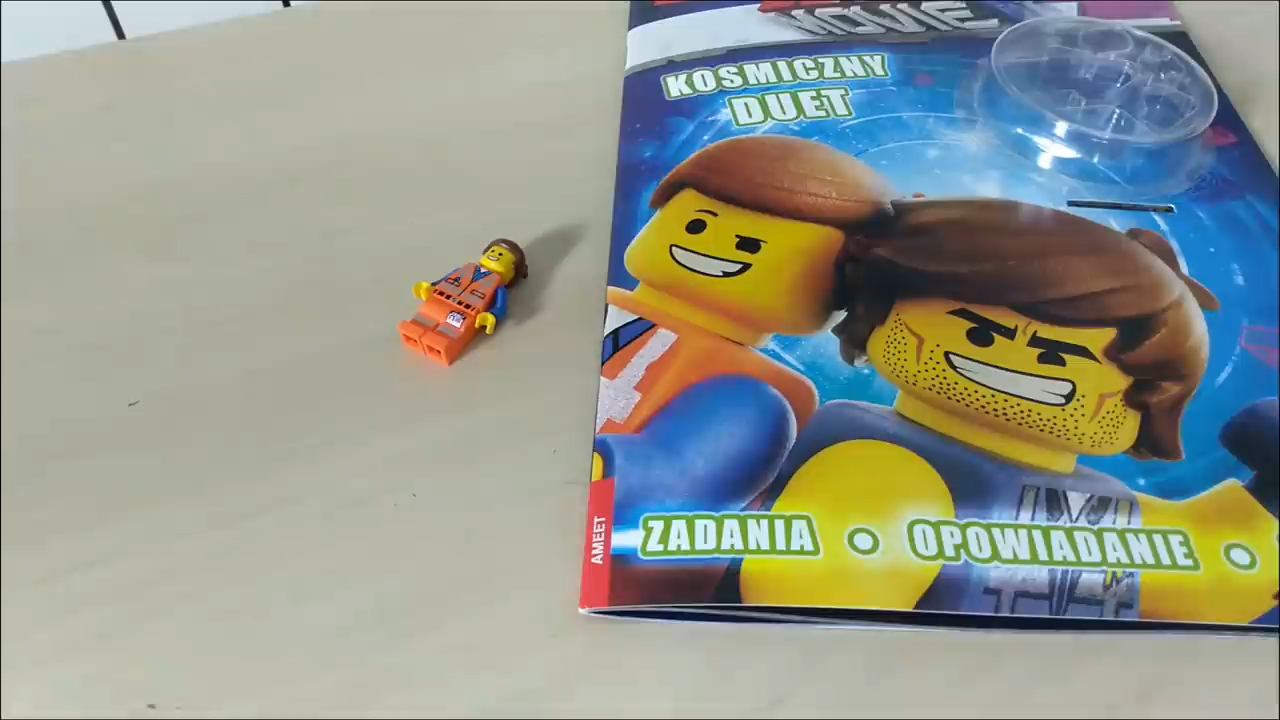 MOVIE
KOSMICZNY
DUET
AMEET
ZADANIA • OPOWIADANIE •